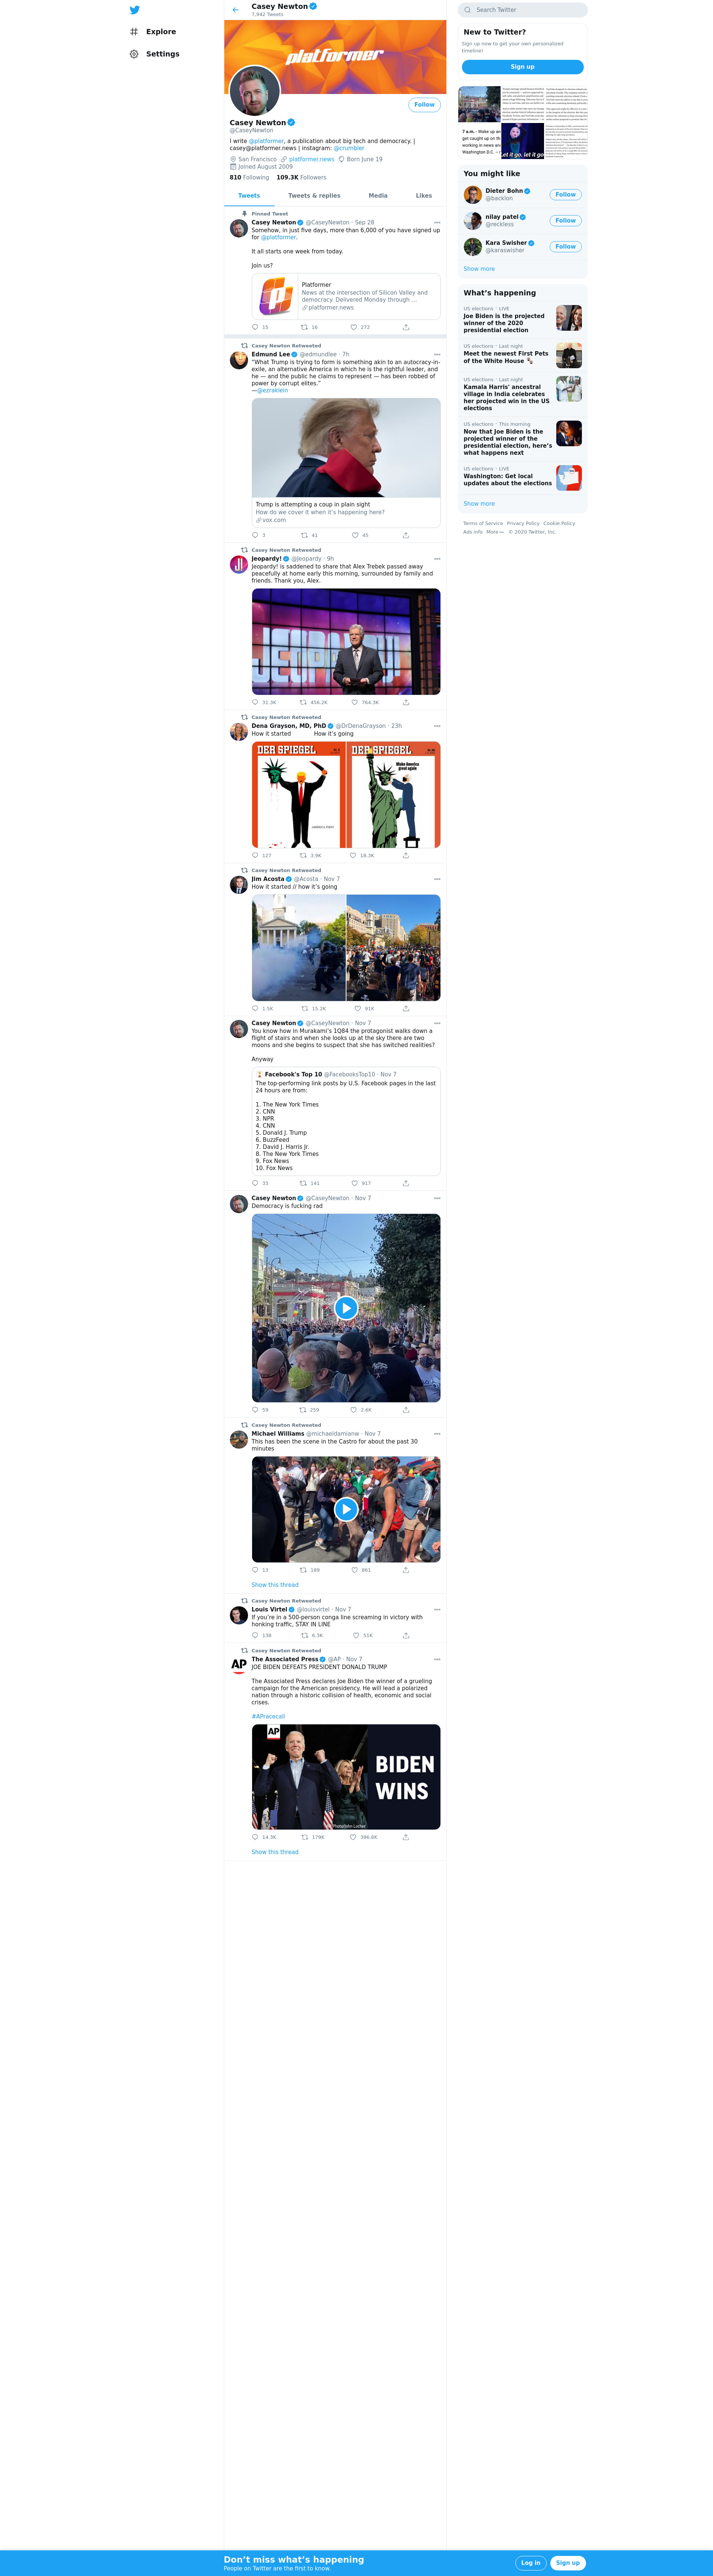 Explore
Settings
Casey Newton
7,942 Tweets
platformer
Follow
Casey Newton
@CaseyNewton
I write @platformer, a publication about big tech and democracy. |
casey@platformer.news | instagram: @crumbler
San Francisco platformer.news Born June 19
Joined August 2009
810 Following 109.3K Followers
Tweets Tweets & replies Media Likes
Pinned Tweet
Casey Newton @CaseyNewton · Sep 28
Somehow, in just five days, more than 6,000 of you have signed up
for @platformer.
It all starts one week from today.
Join us?
Platformer
News at the intersection of Silicon Valley and
democracy. Delivered Monday through ...
platformer.news
15 16 272
Casey Newton Retweeted
Edmund Lee @edmundlee · 7h
"What Trump is trying to form is something akin to an autocracy-in-
exile, an alternative America in which he is the rightful leader, and
he — and the public he claims to represent — has been robbed of
power by corrupt elites."
—@ezraklein
Trump is attempting a coup in plain sight
How do we cover it when it's happening here?
vox.com
3 41 45
Casey Newton Retweeted
Jeopardy! @Jeopardy · 9h
Jeopardy! is saddened to share that Alex Trebek passed away
peacefully at home early this morning, surrounded by family and
friends. Thank you, Alex.
31.3K 456.2K 764.3K
Casey Newton Retweeted
Dena Grayson, MD, PhD @DrDenaGrayson · 23h
How it started How it's going
DER SPIEGEL
AMERICA FIRST
DER SPIEGEL
Make America
great again
127 3.9K 18.3K
Casey Newton Retweeted
Jim Acosta @Acosta · Nov 7
How it started // how it's going
1.5K 15.2K 91K
Casey Newton @CaseyNewton · Nov 7
You know how in Murakami's 1Q84 the protagonist walks down a
flight of stairs and when she looks up at the sky there are two
moons and she begins to suspect that she has switched realities?
Anyway
Facebook's Top 10 @FacebooksTop10 · Nov 7
The top-performing link posts by U.S. Facebook pages in the last
24 hours are from:
1. The New York Times
2. CNN
3. NPR
4. CNN
5. Donald J. Trump
6. BuzzFeed
7. David J. Harris Jr.
8. The New York Times
9. Fox News
10. Fox News
33 141 917
Casey Newton @CaseyNewton · Nov 7
Democracy is fucking rad
59 259 2.6K
Casey Newton Retweeted
Michael Williams @michaeldamianw · Nov 7
This has been the scene in the Castro for about the past 30
minutes
13 189 861
Show this thread
Casey Newton Retweeted
Louis Virtel @louisvirtel · Nov 7
If you're in a 500-person conga line screaming in victory with
honking traffic, STAY IN LINE
138 6.3K 51K
Casey Newton Retweeted
The Associated Press @AP · Nov 7
JOE BIDEN DEFEATS PRESIDENT DONALD TRUMP
The Associated Press declares Joe Biden the winner of a grueling
campaign for the American presidency. He will lead a polarized
nation through a historic collision of health, economic and social
crises.
#APracecall
AP
BIDEN
WINS
14.3K 179K 386.8K
Show this thread
Search Twitter
New to Twitter?
Sign up now to get your own personalized
timeline!
Sign up
You might like
Dieter Bohn
@backlon
Follow
nilay patel
@reckless
Follow
Kara Swisher
@karaswisher
Follow
Show more
What's happening
US elections · LIVE
Joe Biden is the projected
winner of the 2020
presidential election
US elections · Last night
Meet the newest First Pets
of the White House
US elections · Last night
Kamala Harris' ancestral
village in India celebrates
her projected win in the US
elections
US elections · This morning
Now that Joe Biden is the
projected winner of the
presidential election, here's
what happens next
US elections · LIVE
Washington: Get local
updates about the elections
Show more
Terms of Service Privacy Policy Cookie Policy
Ads info More © 2020 Twitter, Inc.
Don't miss what's happening
People on Twitter are the first to know.
Log in
Sign up